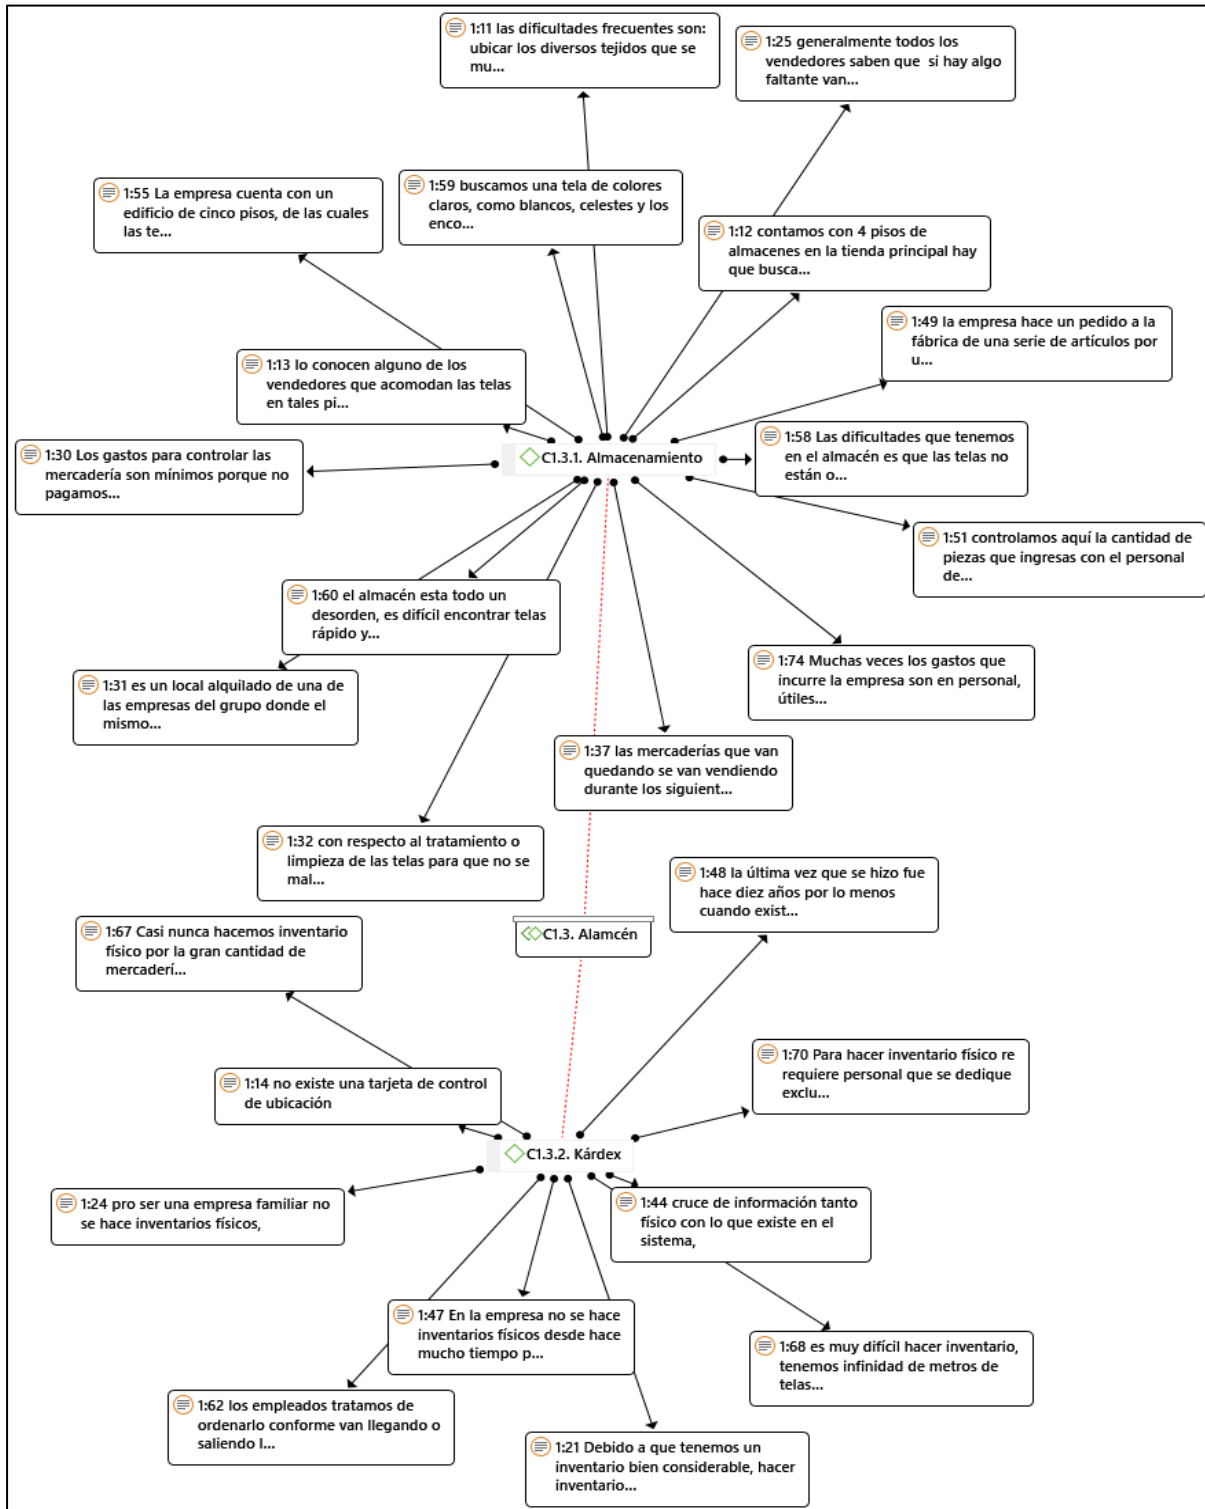 1:11 las dificultades frecuentes son:
ubicar los diversos tejidos que se
mu...
1:25 generalmente todos los
vendedores saben que si hay algo
faltante van...
1:55 La empresa cuenta con un
edificio de cinco pisos, de las cuales
las te...
1:59 buscamos una tela de colores
claros, como blancos, celestes y los
enco...
1:12 contamos con 4 pisos de
almacenes en la tienda principal hay
que busca...
1:49 la empresa hace un pedido a la
fábrica de una serie de artículos por
u...
1:13 lo conocen alguno de los
vendedores que acomodan las telas
en tales pi...
1:30 Los gastos para controlar las
mercadería son mínimos porque no
pagamos...
C1.3.1. Almacenamiento
1:58 Las dificultades que tenemos
en el almacén es que las telas no
están o...
1:51 controlamos aquí la cantidad de
piezas que ingresas con el personal
de...
1:60 el almacén esta todo un
desorden, es difícil encontrar telas
rápido y...
1:31 es un local alquilado de una de
las empresas del grupo donde el
mismo...
1:74 Muchas veces los gastos que
incurre la empresa son en personal,
útiles...
1:37 las mercaderías que van
quedando se van vendiendo
durante los siguient...
1:32 con respecto al tratamiento o
limpieza de las telas para que no se
mal...
1:48 la última vez que se hizo fue
hace diez años por lo menos
cuando exist...
1:67 Casi nunca hacemos inventario
físico por la gran cantidad de
mercaderí...
C1.3. Alamcén
1:70 Para hacer inventario físico re
requiere personal que se dedique
exclu...
1:14 no existe una tarjeta de control
de ubicación
C1.3.2. Kárdex
1:24 pro ser una empresa familiar no
se hace inventarios físicos,
1:44 cruce de información tanto
físico con lo que existe en el
sistema,
1:47 En la empresa no se hace
inventarios físicos desde hace
mucho tiempo p...
1:68 es muy difícil hacer inventario,
tenemos infinidad de metros de
telas...
1:62 los empleados tratamos de
ordenarlo conforme van llegando o
saliendo l...
1:21 Debido a que tenemos un
inventario bien considerable, hacer
inventario...